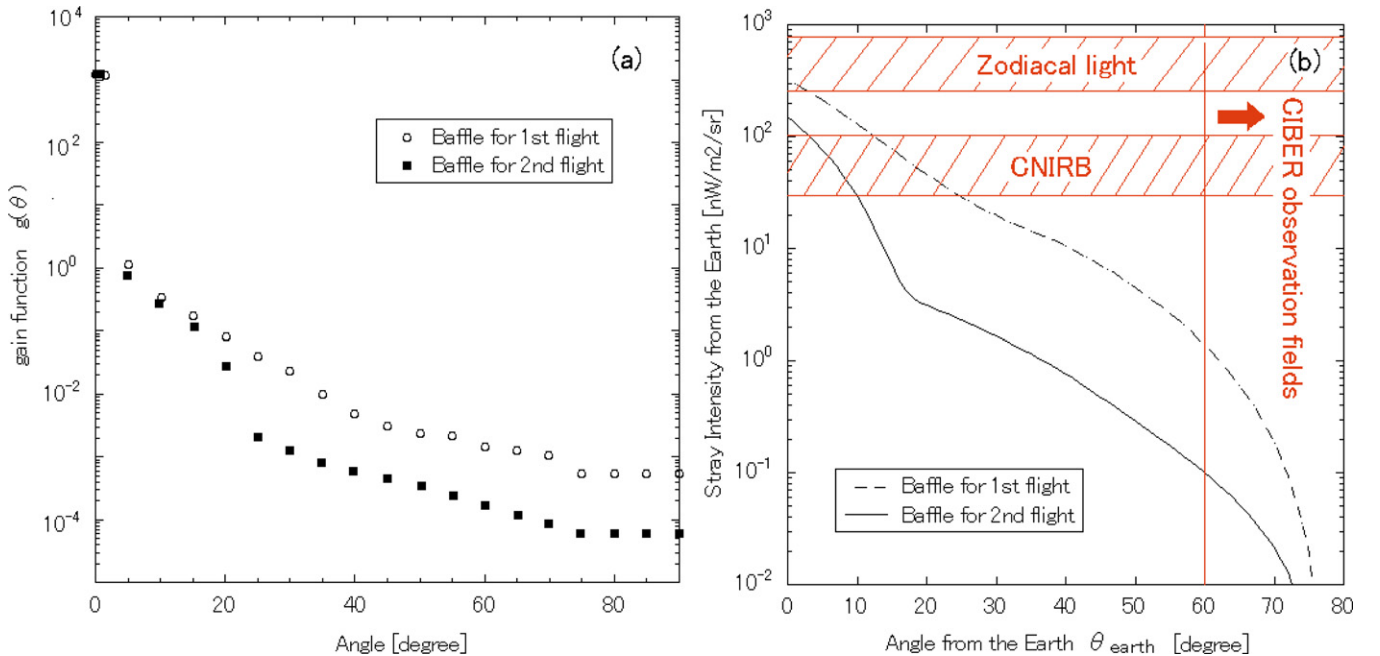 10^4
10^2
10^0
10^-2
10^-4
gain function g(θ)
(a)
Baffle for 1st flight
Baffle for 2nd flight
0 20 40 60 80
Angle [degree]
10^3
10^2
10^1
10^0
10^-1
10^-2
Stray Intensity from the Earth [nW/m2/sr]
Zodiacal light
(b)
CNIRB
CIBER observation fields
Baffle for 1st flight
Baffle for 2nd flight
0 10 20 30 40 50 60 70 80
Angle from the Earth θ earth [degree]